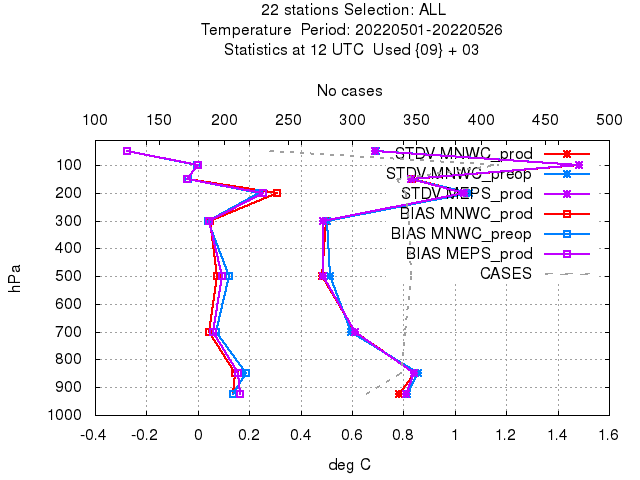 22 stations Selection: ALL
Temperature  Period: 20220501-20220526
Statistics at 12 UTC  Used {09} + 03
No cases
100 150 200 250 300 350 400 450 500
STDV MNWC_prod
STDV MNWC_preop
STDV MEPS_prod
BIAS MNWC_prod
BIAS MNWC_preop
BIAS MEPS_prod
CASES
hPa
100
200
300
400
500
600
700
800
900
1000
-0.4 -0.2 0 0.2 0.4 0.6 0.8 1 1.2 1.4 1.6
deg C